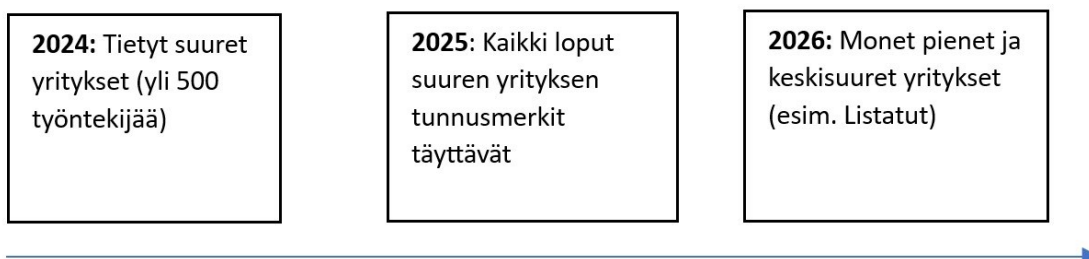 2024: Tietyt suuret
yritykset (yli 500
työntekijää)
2025: Kaikki loput
suuren yrityksen
tunnusmerkit
täyttävät
2026: Monet pienet ja
keskisuuret yritykset
(esim. Listatut)